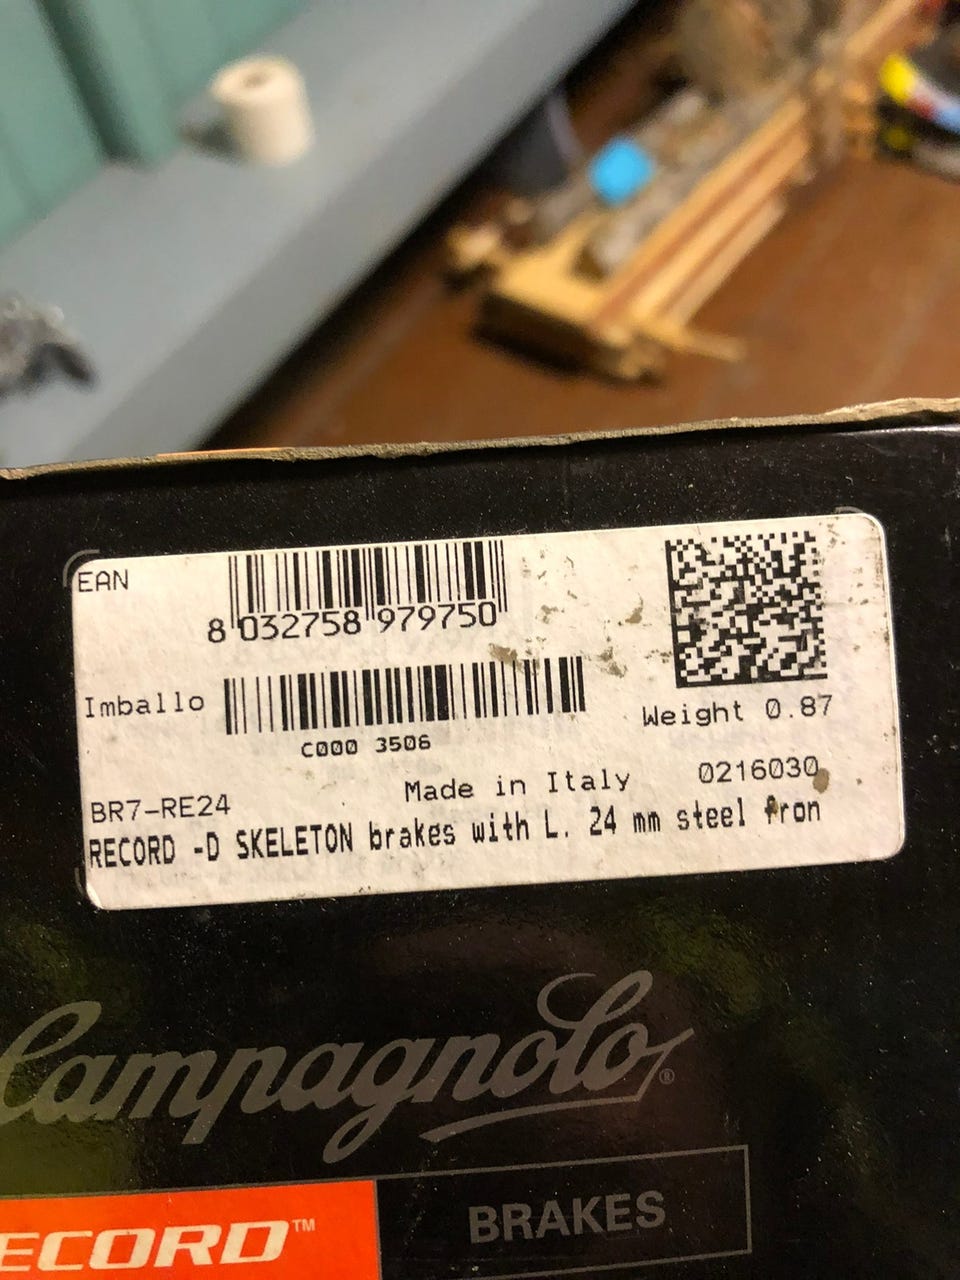 EAN
8 032758 979750
Imballo
C000 3506
Weight 0.87
Made in Italy
0216030
BR7-RE24
RECORD -D SKELETON brakes with L. 24 mm steel fron
Campagnolo®
ECORD™
BRAKES